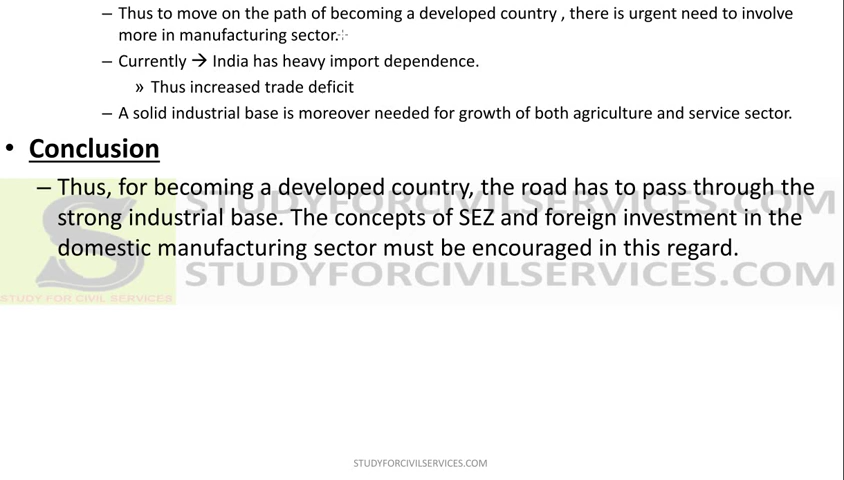 – Thus to move on the path of becoming a developed country , there is urgent need to involve
more in manufacturing sector.
– Currently → India has heavy import dependence.
» Thus increased trade deficit
– A solid industrial base is moreover needed for growth of both agriculture and service sector.
• Conclusion
– Thus, for becoming a developed country, the road has to pass through the
strong industrial base. The concepts of SEZ and foreign investment in the
domestic manufacturing sector must be encouraged in this regard.
S
STUDY FOR CIVIL SERVICES
STUDYFORCIVILSERVICES.COM
STUDYFORCIVILSERVICES.COM
STUDYFORCIVILSERVICES.COM